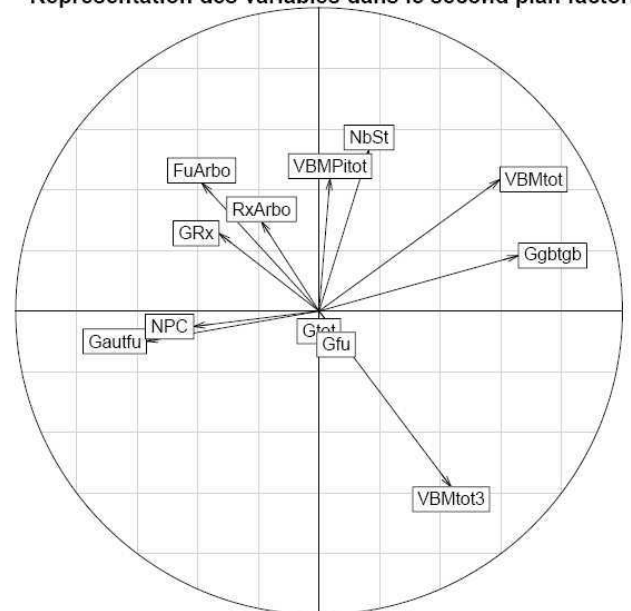 Représentation des variables dans le second plan factori
NbSt
VBMPitot
FuArbo
VBMtot
RxArbo
GRx
Ggbtgb
NPC
Gtot
Gautfu
Gfu
VBMtot3